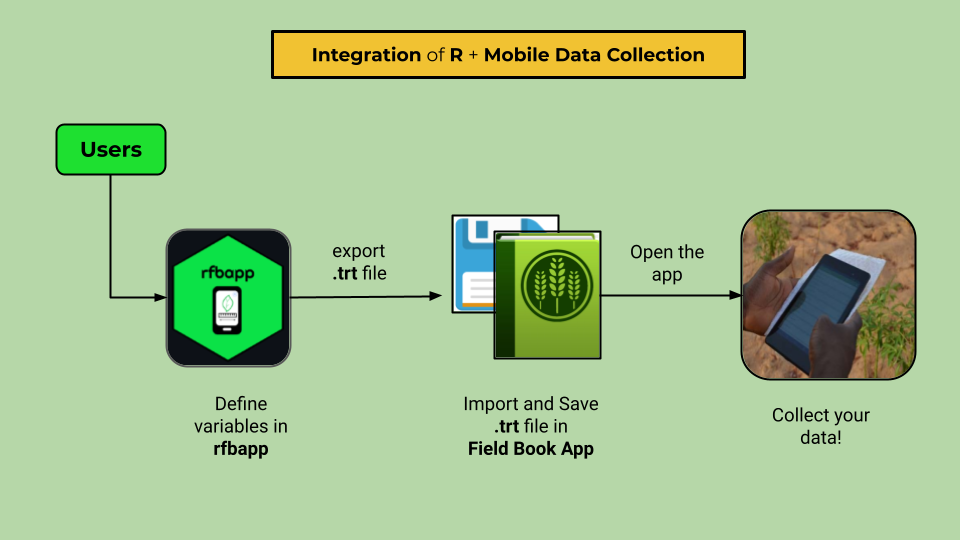 Integration of R + Mobile Data Collection
Users
rfbapp
export
.trt file
Open the
app
Define
variables in
rfbapp
Import and Save
.trt file in
Field Book App
Collect your
data!